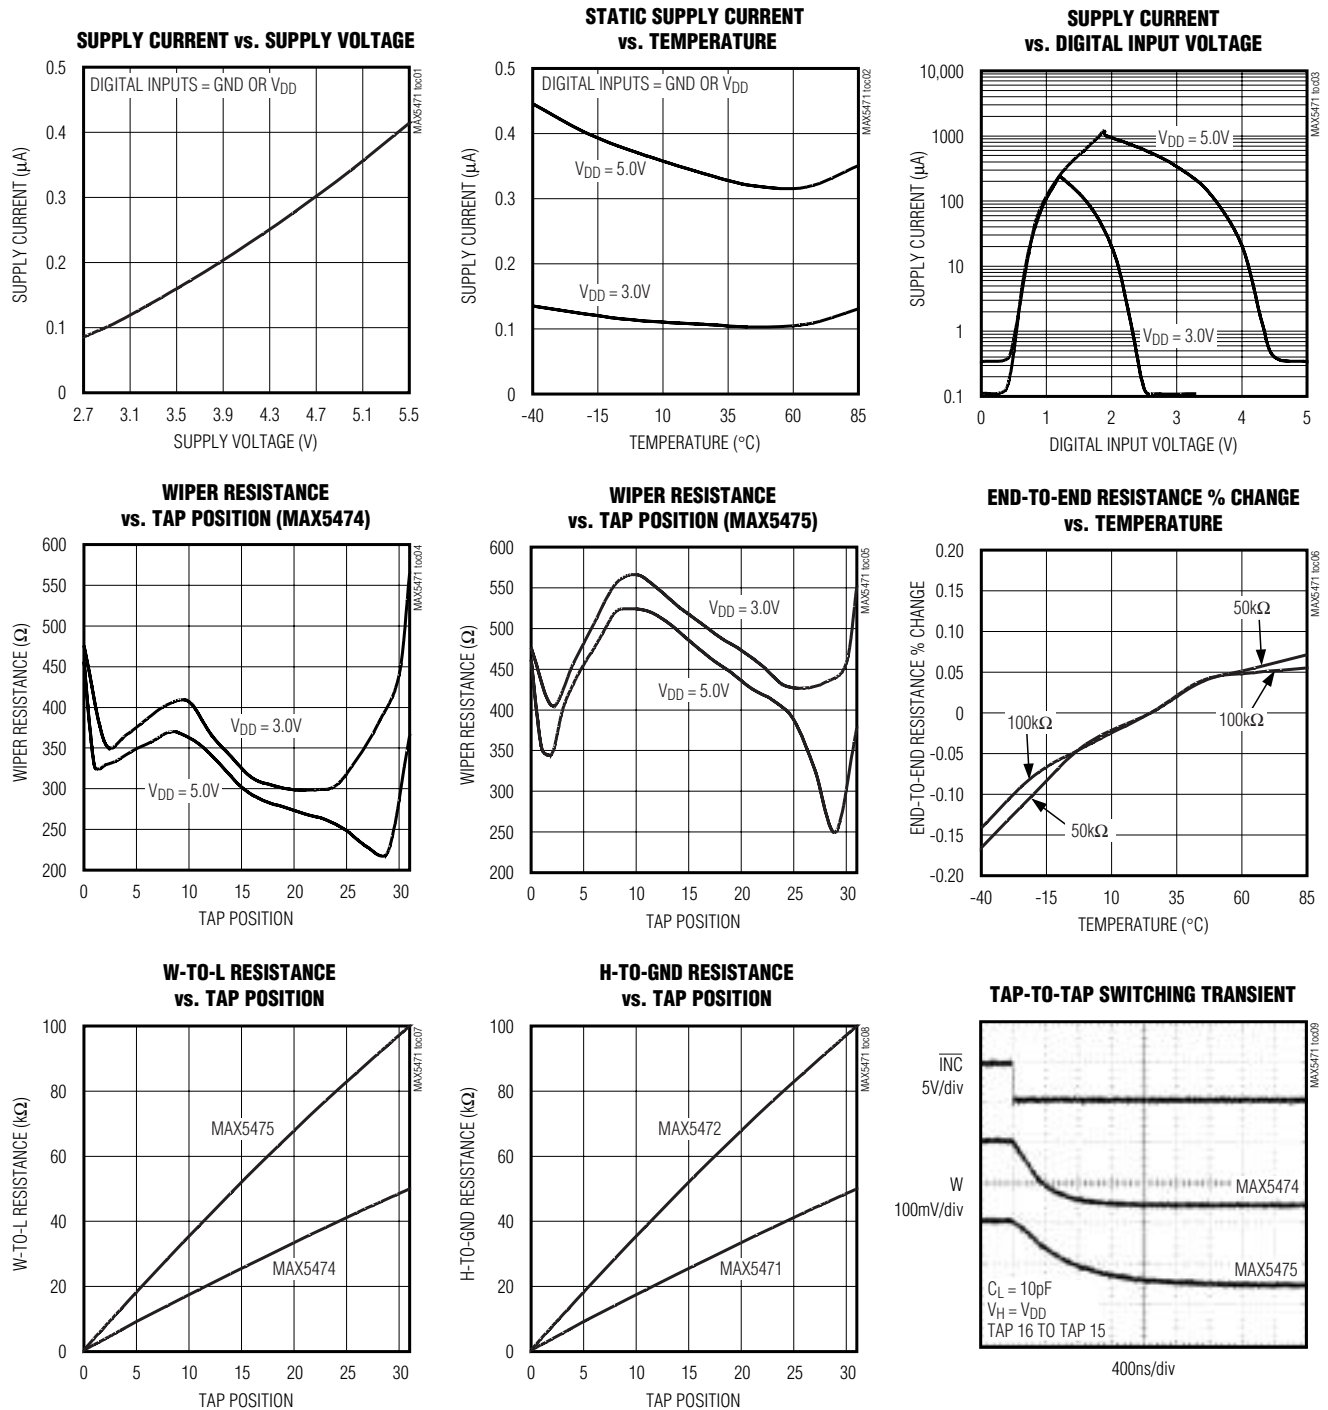 SUPPLY CURRENT vs. SUPPLY VOLTAGE
DIGITAL INPUTS = GND OR VDD
MAX5471 toc01
SUPPLY CURRENT (µA)
0.5
0.4
0.3
0.2
0.1
0
2.7 3.1 3.5 3.9 4.3 4.7 5.1 5.5
SUPPLY VOLTAGE (V)
STATIC SUPPLY CURRENT
vs. TEMPERATURE
DIGITAL INPUTS = GND OR VDD
MAX5471 toc02
SUPPLY CURRENT (µA)
0.5
0.4
0.3
0.2
0.1
0
VDD = 5.0V
VDD = 3.0V
-40 -15 10 35 60 85
TEMPERATURE (°C)
SUPPLY CURRENT
vs. DIGITAL INPUT VOLTAGE
MAX5471 toc03
SUPPLY CURRENT (µA)
10,000
1000
100
10
1
0.1
VDD = 5.0V
VDD = 3.0V
0 1 2 3 4 5
DIGITAL INPUT VOLTAGE (V)
WIPER RESISTANCE
vs. TAP POSITION (MAX5474)
MAX5471 toc04
WIPER RESISTANCE (Ω)
600
550
500
450
400
350
300
250
200
VDD = 3.0V
VDD = 5.0V
0 5 10 15 20 25 30
TAP POSITION
WIPER RESISTANCE
vs. TAP POSITION (MAX5475)
MAX5471 toc05
WIPER RESISTANCE (Ω)
600
550
500
450
400
350
300
250
200
VDD = 3.0V
VDD = 5.0V
0 5 10 15 20 25 30
TAP POSITION
END-TO-END RESISTANCE % CHANGE
vs. TEMPERATURE
MAX5471 toc06
END-TO-END RESISTANCE % CHANGE
0.20
0.15
0.10
0.05
0
-0.05
-0.10
-0.15
-0.20
50kΩ
100kΩ
100kΩ
50kΩ
-40 -15 10 35 60 85
TEMPERATURE (°C)
W-TO-L RESISTANCE
vs. TAP POSITION
MAX5471 toc07
W-TO-L RESISTANCE (kΩ)
100
80
60
40
20
0
MAX5475
MAX5474
0 5 10 15 20 25 30
TAP POSITION
H-TO-GND RESISTANCE
vs. TAP POSITION
MAX5471 toc08
H-TO-GND RESISTANCE (kΩ)
100
80
60
40
20
0
MAX5472
MAX5471
0 5 10 15 20 25 30
TAP POSITION
TAP-TO-TAP SWITCHING TRANSIENT
MAX5471 toc09
INC
5V/div
W
100mV/div
MAX5474
MAX5475
CL = 10pF
VH = VDD
TAP 16 TO TAP 15
400ns/div